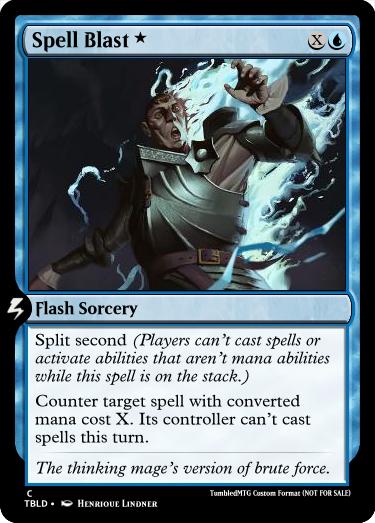 Spell Blast ★ X
Flash Sorcery
Split second (Players can't cast spells or
activate abilities that aren't mana abilities
while this spell is on the stack.)
Counter target spell with converted
mana cost X. Its controller can't cast
spells this turn.
The thinking mage's version of brute force.
C
TBLD • Henrique Lindner
TumbledMTG Custom Format (NOT FOR SALE)